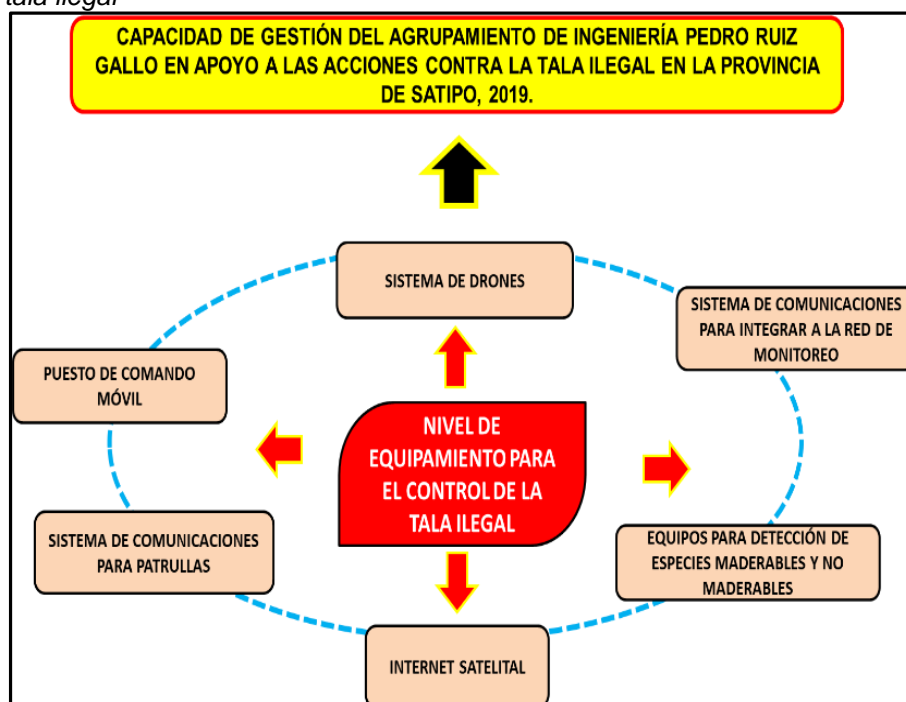 tala ilegal
CAPACIDAD DE GESTIÓN DEL AGRUPAMIENTO DE INGENIERÍA PEDRO RUIZ
GALLO EN APOYO A LAS ACCIONES CONTRA LA TALA ILEGAL EN LA PROVINCIA
DE SATIPO, 2019.
SISTEMA DE DRONES
SISTEMA DE COMUNICACIONES
PARA INTEGRAR A LA RED DE
MONITOREO
PUESTO DE COMANDO
MÓVIL
NIVEL DE
EQUIPAMIENTO PARA
EL CONTROL DE LA
TALA ILEGAL
SISTEMA DE COMUNICACIONES
PARA PATRULLAS
EQUIPOS PARA DETECCIÓN DE
ESPECIES MADERABLES Y NO
MADERABLES
INTERNET SATELITAL